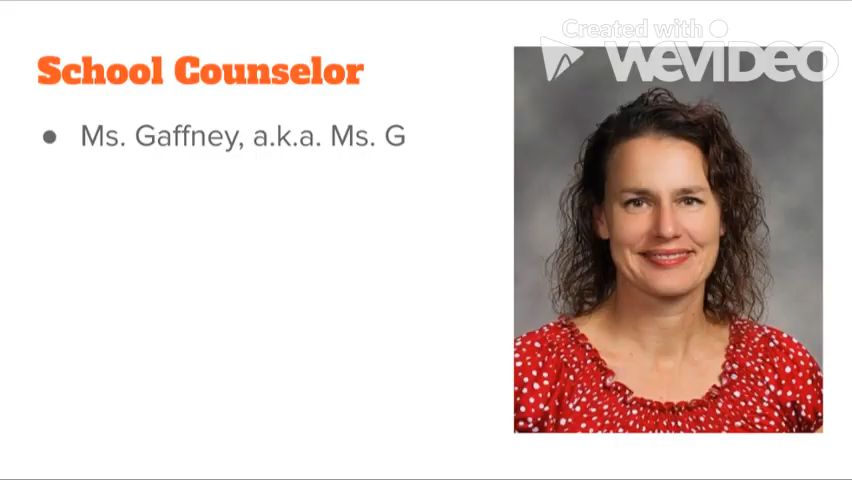 Created with
WEVIDEO
School Counselor
● Ms. Gaffney, a.k.a. Ms. G